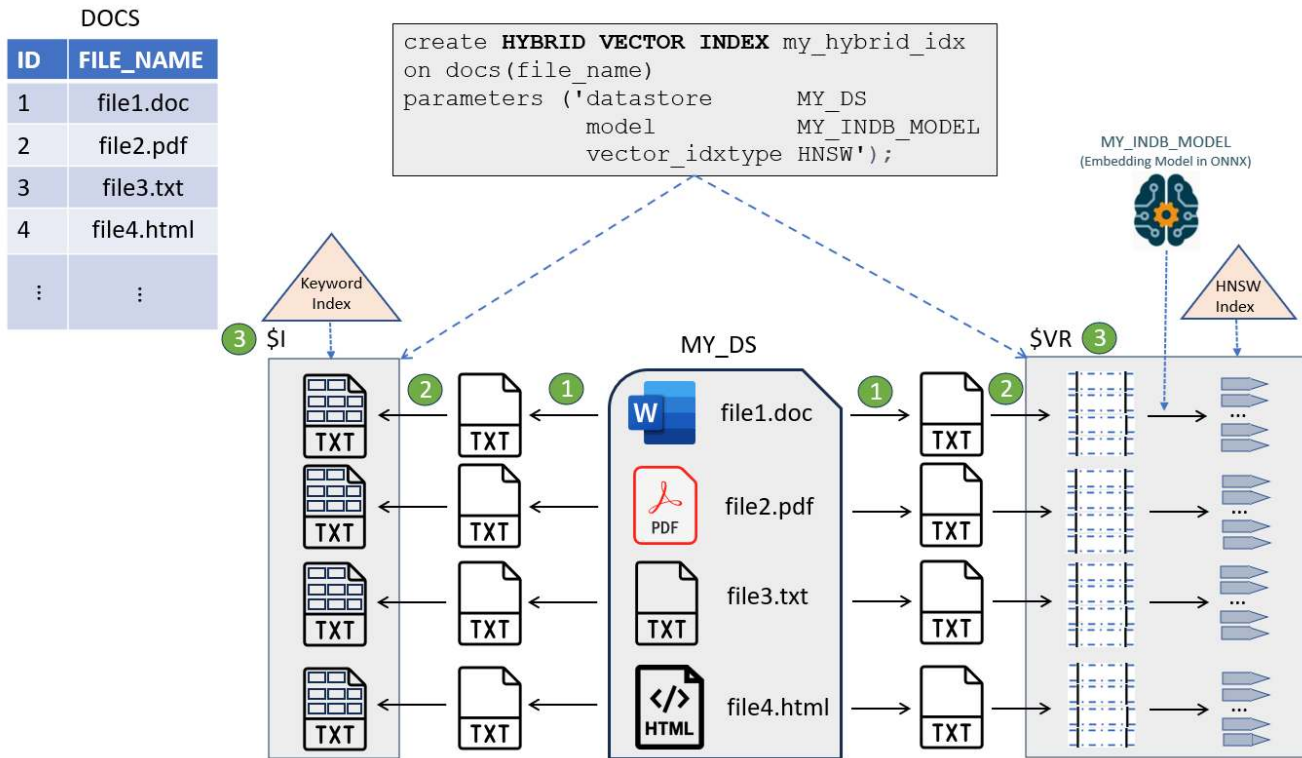 DOCS
ID FILE_NAME
1 file1.doc
2 file2.pdf
3 file3.txt
4 file4.html
⋮ ⋮
create HYBRID VECTOR INDEX my_hybrid_idx
on docs(file_name)
parameters ('datastore MY_DS
model MY_INDB_MODEL
vector_idxtype HNSW');
MY_INDB_MODEL
(Embedding Model in ONNX)
Keyword
Index
HNSW
Index
3 $I
MY_DS
$VR 3
2 1 1 2
TXT TXT W file1.doc TXT ...
TXT TXT PDF file2.pdf TXT ...
TXT TXT TXT file3.txt TXT ...
TXT TXT </> HTML file4.html TXT ...